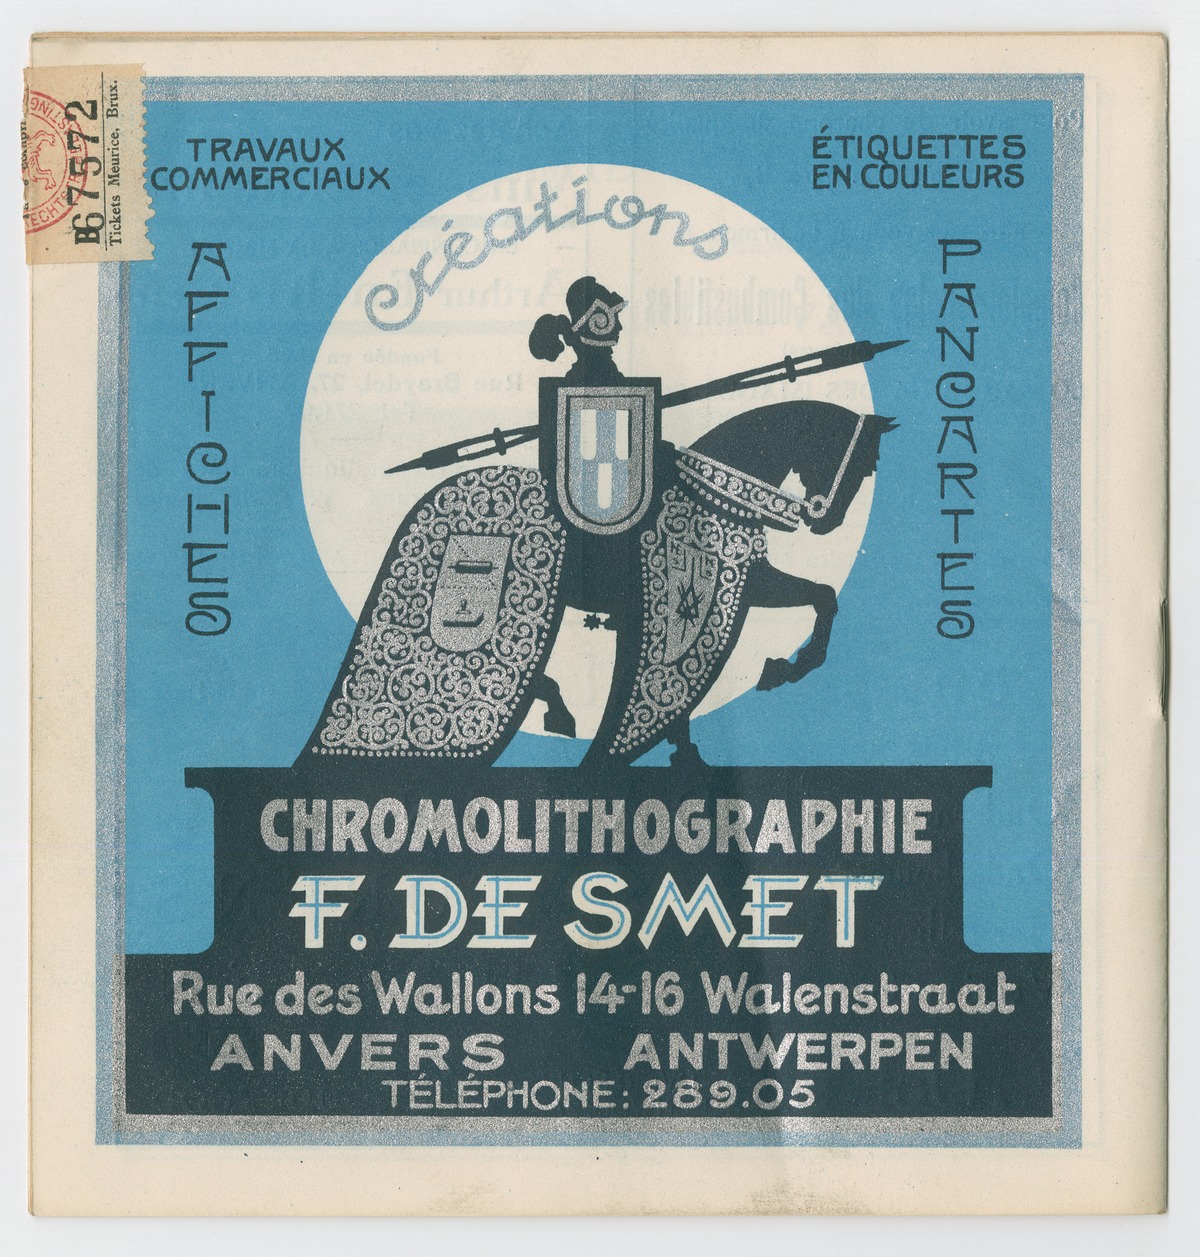 B 67572
Tickets Meurice, Brux.
TRAVAUX
COMMERCIAUX
ÉTIQUETTES
EN COULEURS
Créations
AFFICHES
PANCARTES
CHROMOLITHOGRAPHIE
F. DE SMET
Rue des Wallons 14-16 Walenstraat
ANVERS ANTWERPEN
TÉLÉPHONE: 289.05